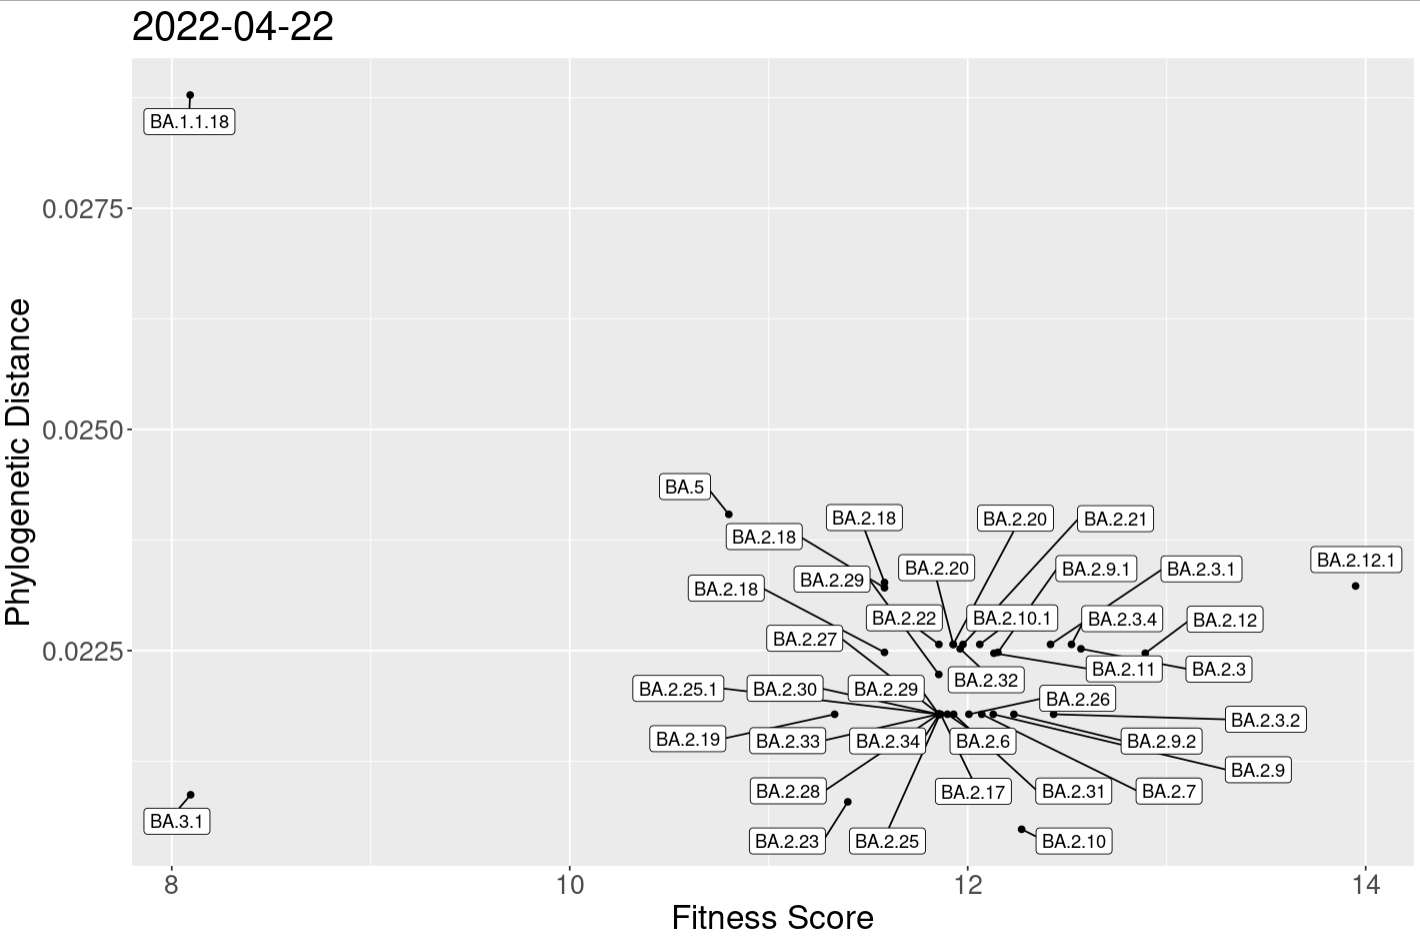 2022-04-22
Phylogenetic Distance
0.0275
0.0250
0.0225
BA.1.1.18
BA.5
BA.2.18
BA.2.20
BA.2.21
BA.2.18
BA.2.12.1
BA.2.20
BA.2.9.1
BA.2.3.1
BA.2.29
BA.2.18
BA.2.22
BA.2.10.1
BA.2.3.4
BA.2.12
BA.2.27
BA.2.11
BA.2.3
BA.2.32
BA.2.25.1
BA.2.30
BA.2.29
BA.2.26
BA.2.3.2
BA.2.19
BA.2.33
BA.2.34
BA.2.6
BA.2.9.2
BA.2.9
BA.2.28
BA.2.17
BA.2.31
BA.2.7
BA.3.1
BA.2.23
BA.2.25
BA.2.10
8
10
12
14
Fitness Score